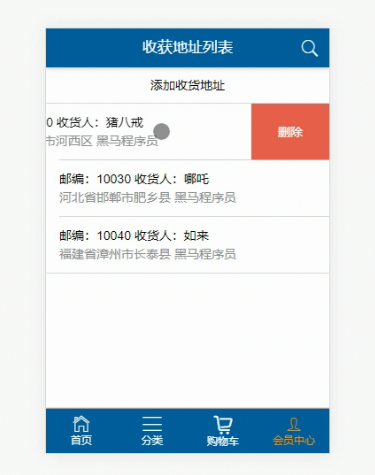 收获地址列表
添加收货地址
0 收货人：猪八戒
市河西区 黑马程序员
删除
邮编：10030 收货人：哪吒
河北省邯郸市肥乡县 黑马程序员
邮编：10040 收货人：如来
福建省漳州市长泰县 黑马程序员
首页
分类
购物车
会员中心